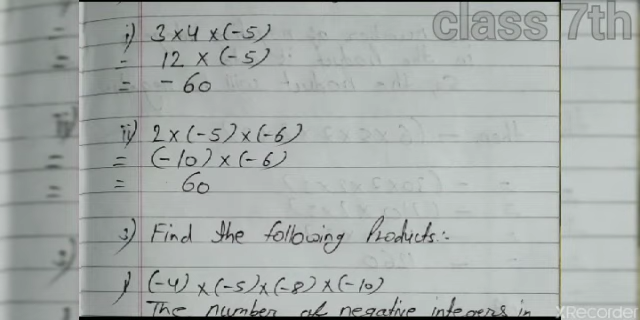 class 7th
i) 3 x 4 x (-5)
= 12 x (-5)
= - 60
ii) 2 x (-5) x (-6)
= (-10) x (-6)
= 60
3) Find the following Products:-
i) (-4) x (-5) x (-8) x (-10)
The number of negative integers in
XRecorder